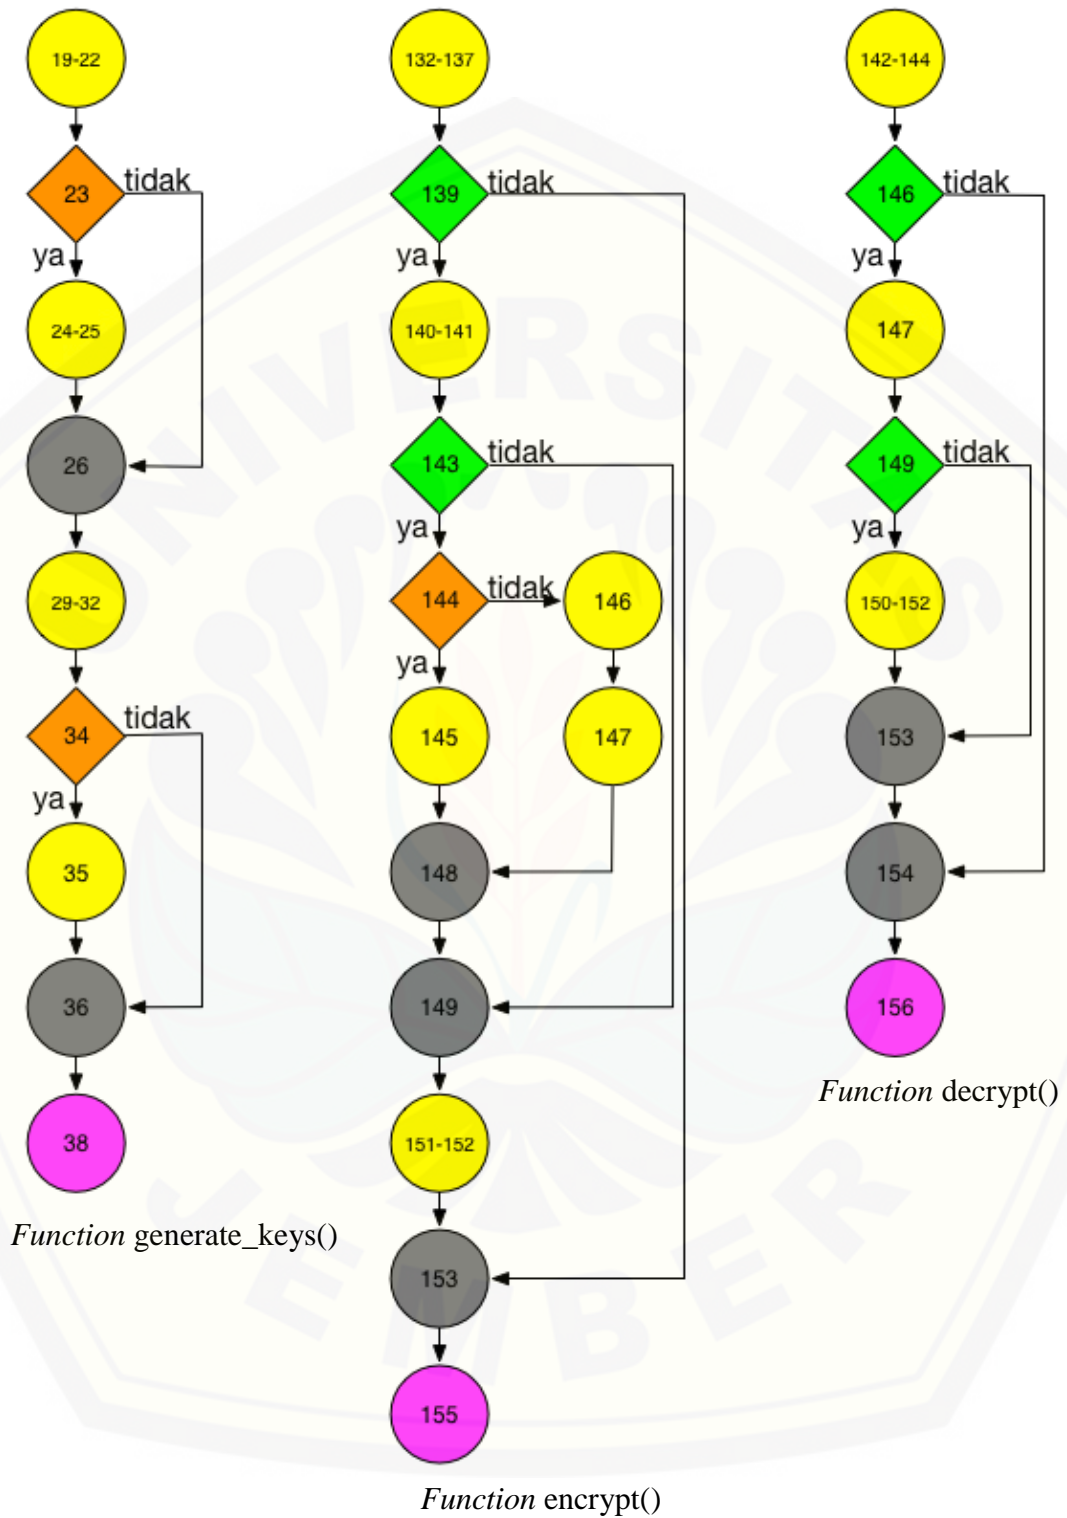 19-22
23
tidak
ya
24-25
26
29-32
34
tidak
ya
35
36
38
Function generate_keys()
132-137
139
tidak
ya
140-141
143
tidak
ya
144
tidak
146
ya
145
147
148
149
151-152
153
155
Function encrypt()
142-144
146
tidak
ya
147
149
tidak
ya
150-152
153
154
156
Function decrypt()
UNIVERSITAS
JEMBER